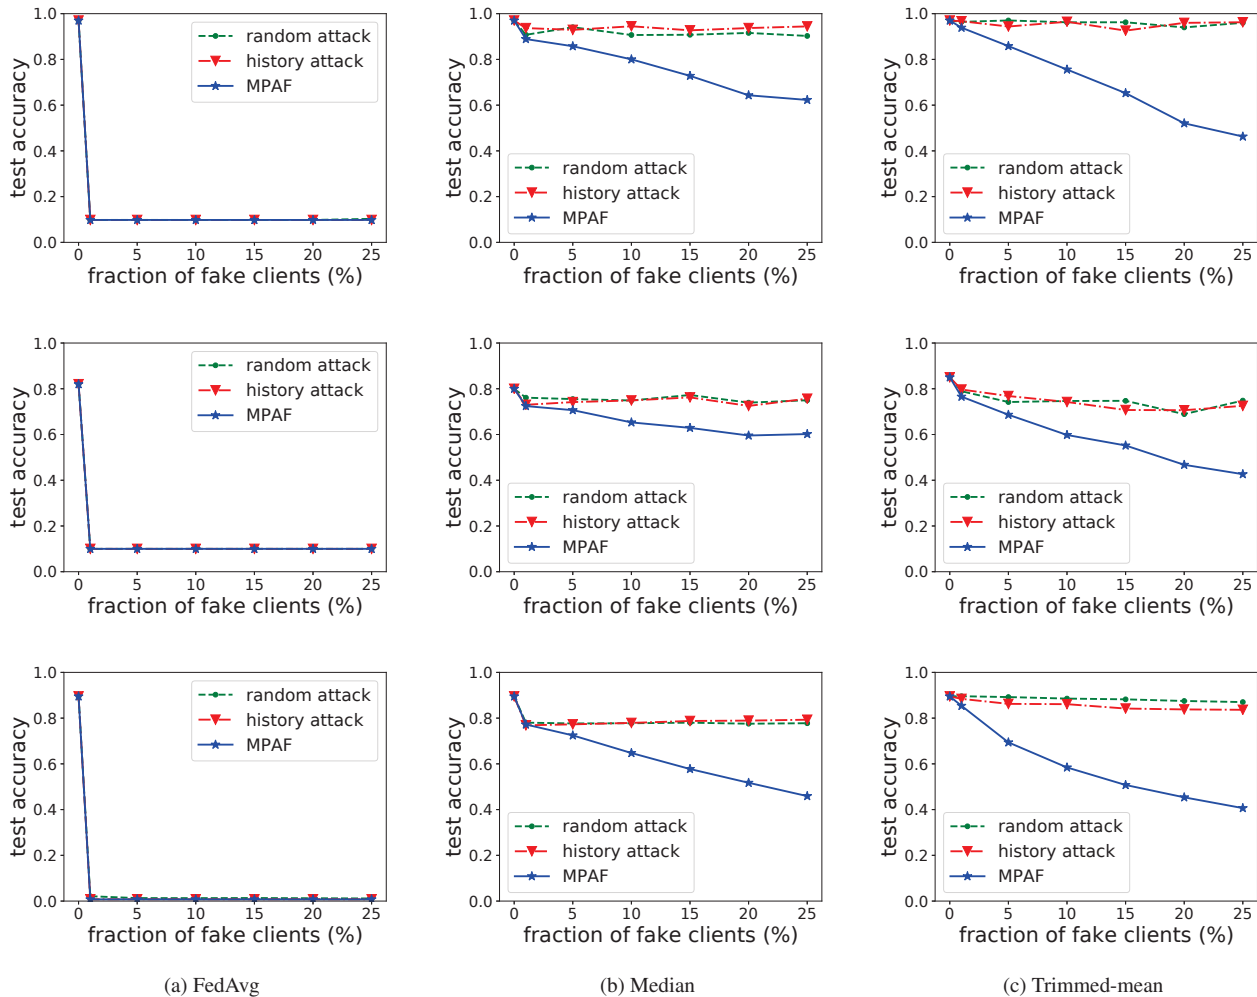 test accuracy
1.0
0.8
0.6
0.4
0.2
0.0
random attack
history attack
MPAF
0 5 10 15 20 25
fraction of fake clients (%)
test accuracy
1.0
0.8
0.6
0.4
0.2
0.0
random attack
history attack
MPAF
0 5 10 15 20 25
fraction of fake clients (%)
test accuracy
1.0
0.8
0.6
0.4
0.2
0.0
random attack
history attack
MPAF
0 5 10 15 20 25
fraction of fake clients (%)
test accuracy
1.0
0.8
0.6
0.4
0.2
0.0
random attack
history attack
MPAF
0 5 10 15 20 25
fraction of fake clients (%)
test accuracy
1.0
0.8
0.6
0.4
0.2
0.0
random attack
history attack
MPAF
0 5 10 15 20 25
fraction of fake clients (%)
test accuracy
1.0
0.8
0.6
0.4
0.2
0.0
random attack
history attack
MPAF
0 5 10 15 20 25
fraction of fake clients (%)
test accuracy
1.0
0.8
0.6
0.4
0.2
0.0
random attack
history attack
MPAF
0 5 10 15 20 25
fraction of fake clients (%)
test accuracy
1.0
0.8
0.6
0.4
0.2
0.0
random attack
history attack
MPAF
0 5 10 15 20 25
fraction of fake clients (%)
test accuracy
1.0
0.8
0.6
0.4
0.2
0.0
random attack
history attack
MPAF
0 5 10 15 20 25
fraction of fake clients (%)
(a) FedAvg
(b) Median
(c) Trimmed-mean